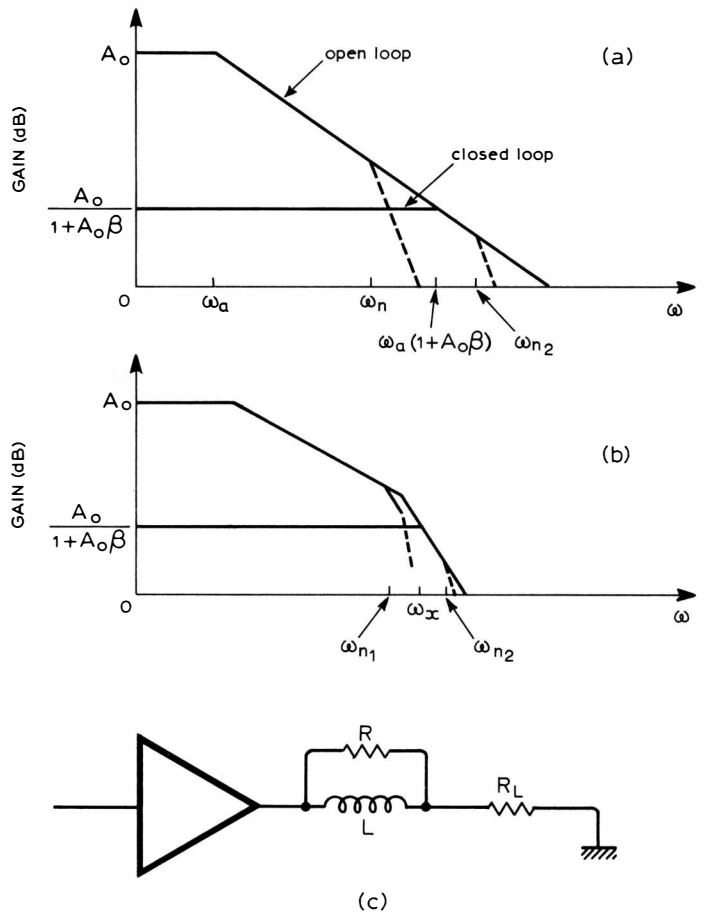 (a)
GAIN (dB)
A₀
open loop
closed loop
A₀
1+A₀β
0
ωₐ
ωₙ
ωₐ(1+A₀β)
ωₙ₂
ω
(b)
GAIN (dB)
A₀
A₀
1+A₀β
0
ωₙ₁
ωₓ
ωₙ₂
ω
R
L
R_L
(c)